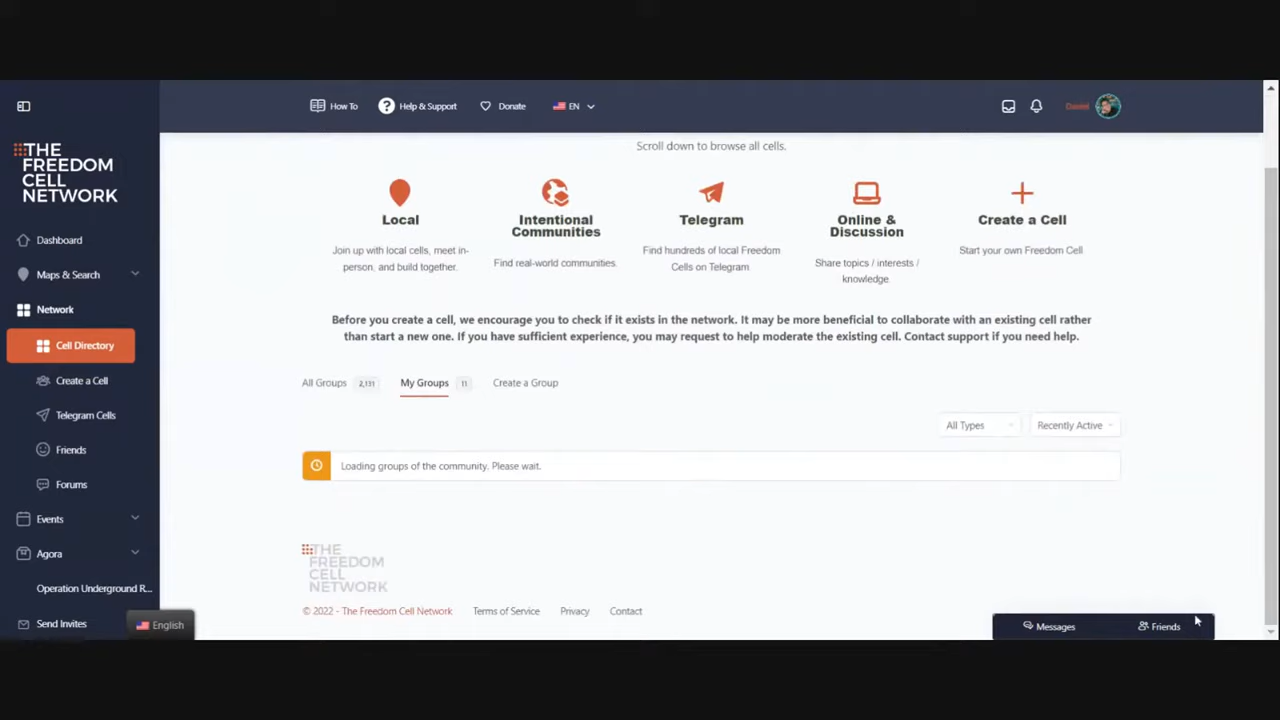 How To
Help & Support
Donate
EN
Daniel
THE
FREEDOM
CELL
NETWORK
Dashboard
Maps & Search
Network
Cell Directory
Create a Cell
Telegram Cells
Friends
Forums
Events
Agora
Operation Underground R...
Send Invites
English
Scroll down to browse all cells.
Local
Join up with local cells, meet in-
person, and build together.
Intentional
Communities
Find real-world communities.
Telegram
Find hundreds of local Freedom
Cells on Telegram
Online &
Discussion
Share topics / interests /
knowledge
Create a Cell
Start your own Freedom Cell
Before you create a cell, we encourage you to check if it exists in the network. It may be more beneficial to collaborate with an existing cell rather
than start a new one. If you have sufficient experience, you may request to help moderate the existing cell. Contact support if you need help.
All Groups 2,131 My Groups 11 Create a Group
All Types Recently Active
Loading groups of the community. Please wait.
THE
FREEDOM
CELL
NETWORK
© 2022 - The Freedom Cell Network Terms of Service Privacy Contact
Messages Friends